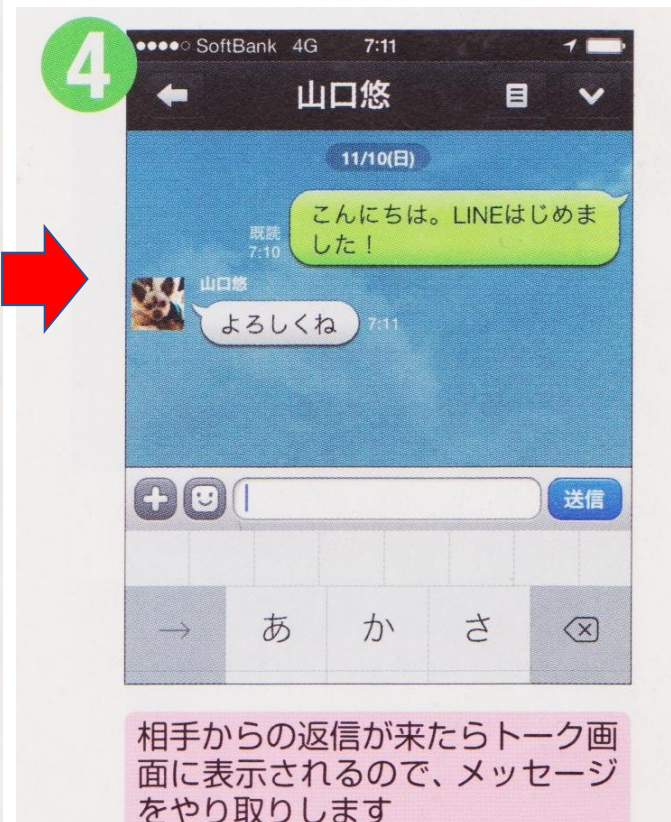 4
SoftBank 4G 7:11
山口悠
11/10(日)
こんにちは。LINEはじめま
した!
既読
7:10
山口悠
よろしくね
7:11
送信
→ あ か さ
相手からの返信が来たらトーク画
面に表示されるので、メッセージ
をやり取りします